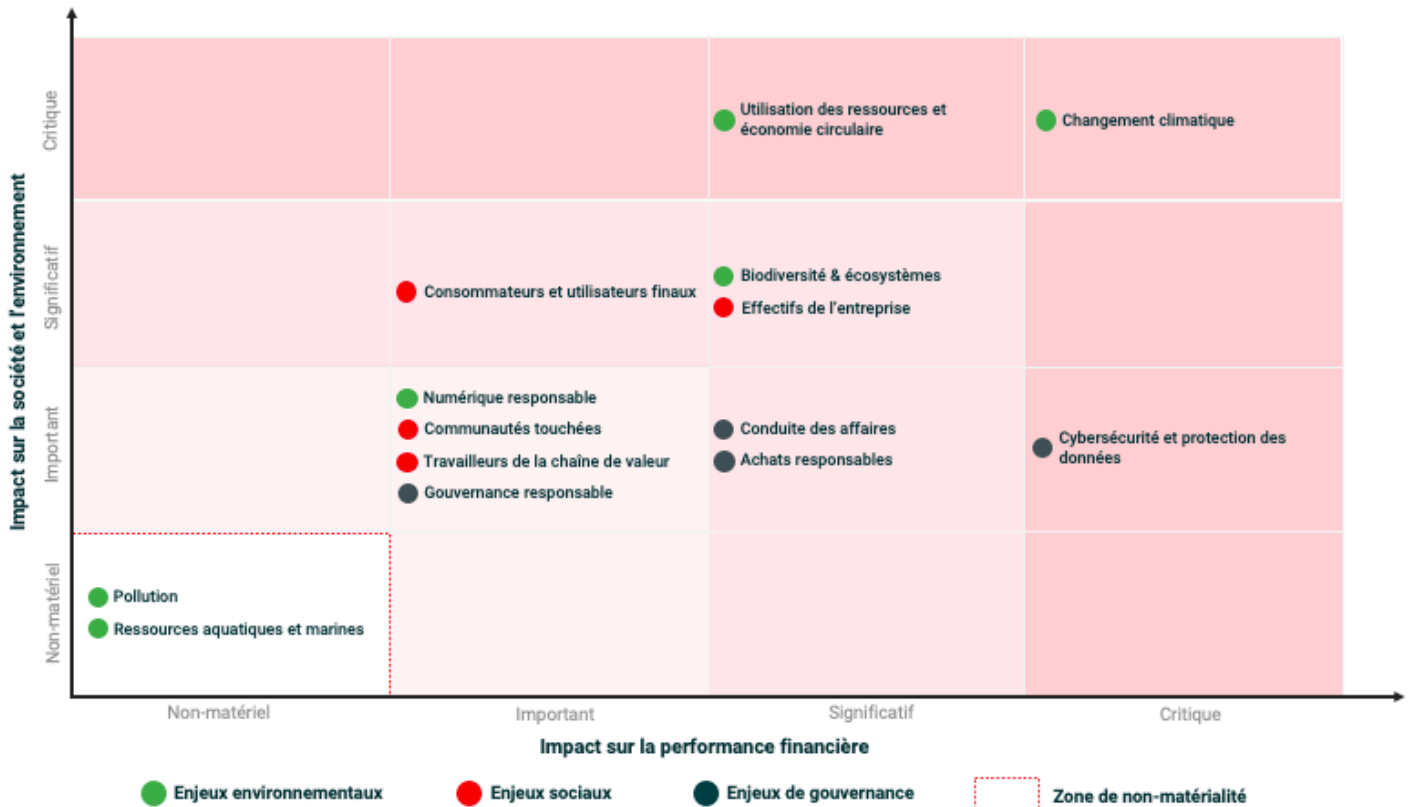 Impact sur la société et l'environnement
Critique
Significatif
Important
Non-matériel
Utilisation des ressources et
économie circulaire
Changement climatique
Consommateurs et utilisateurs finaux
Biodiversité & écosystèmes
Effectifs de l'entreprise
Numérique responsable
Communautés touchées
Travailleurs de la chaîne de valeur
Gouvernance responsable
Conduite des affaires
Achats responsables
Cybersécurité et protection des
données
Pollution
Ressources aquatiques et marines
Non-matériel
Important
Significatif
Critique
Impact sur la performance financière
Enjeux environnementaux
Enjeux sociaux
Enjeux de gouvernance
Zone de non-matérialité